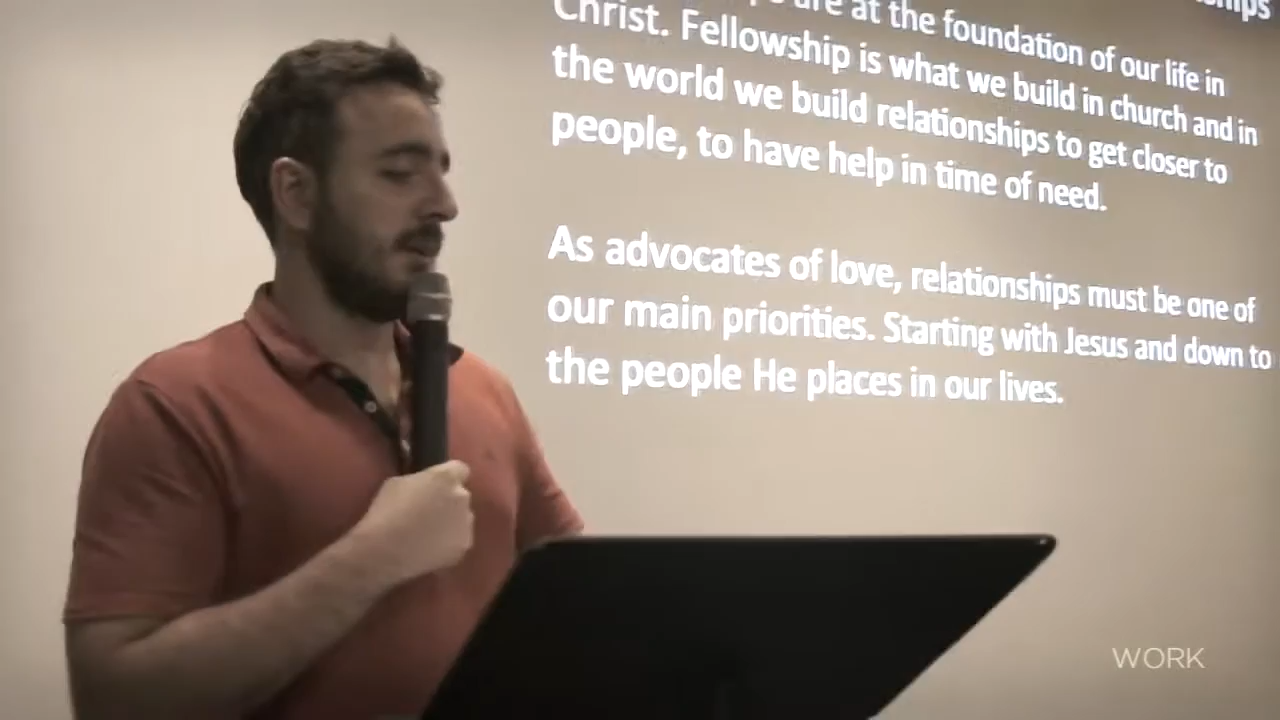 are at the foundation of our life in
Christ. Fellowship is what we build in church and in
the world we build relationships to get closer to
people, to have help in time of need.
As advocates of love, relationships must be one of
our main priorities. Starting with Jesus and down to
the people He places in our lives.
WORK